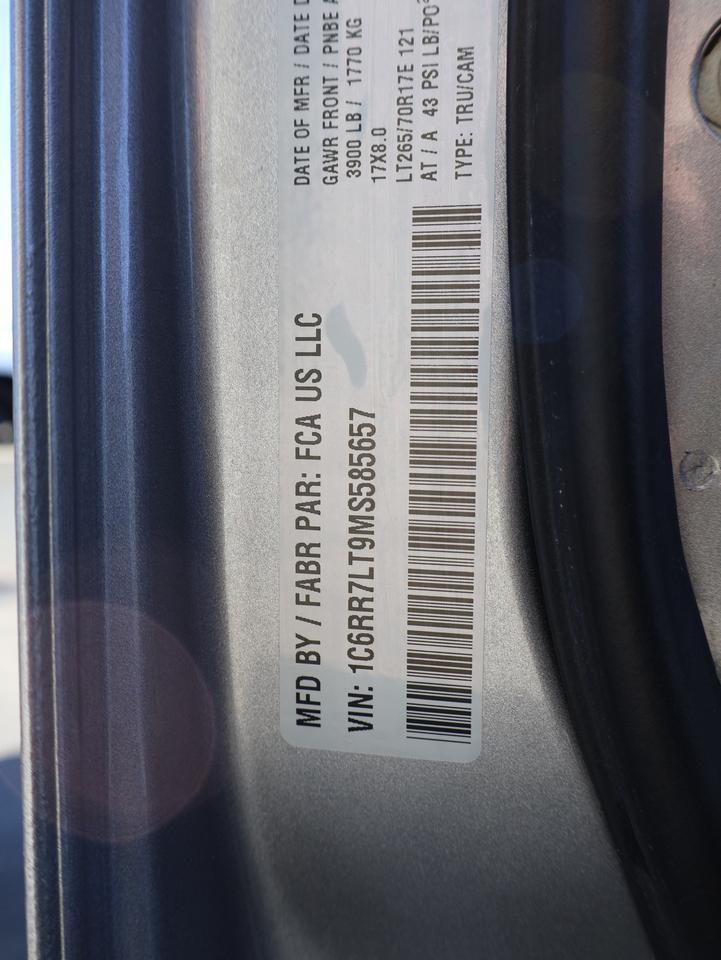 MFD BY / FABR PAR: FCA US LLC
VIN: 1C6RR7LT9MS585657
DATE OF MFR / DATE D
GAWR FRONT / PNBE A
3900 LB / 1770 KG
17X8.0
LT265/70R17E 121
AT / A 43 PSI LB/PO²
TYPE: TRU/CAM